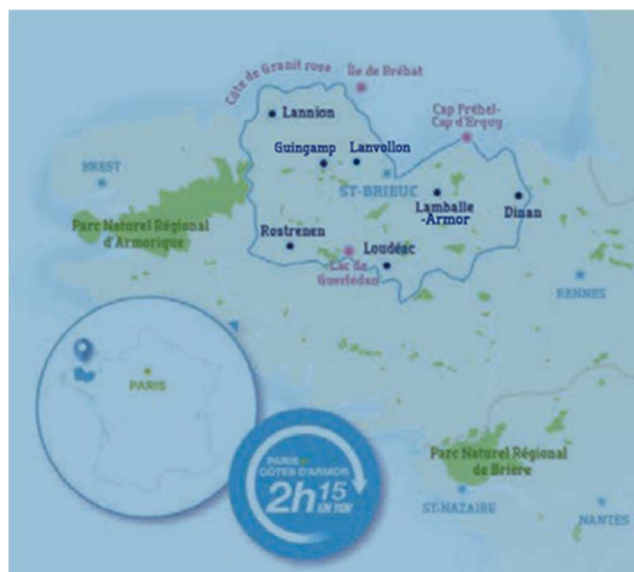 Côte de Granit rose
Île de Bréhat
Lannion
Cap Fréhel-
Cap d'Erquy
Guingamp
Lanvollon
BREST
ST-BRIEUC
Parc Naturel Régional
d'Armorique
Lamballe
-Armor
Dinan
Rostrenen
Loudéac
Lac de
Guerlédan
RENNES
PARIS
PARIS
CÔTES D'ARMOR
2h15
EN TGV
Parc Naturel Régional
de Brière
ST-NAZAIRE
NANTES